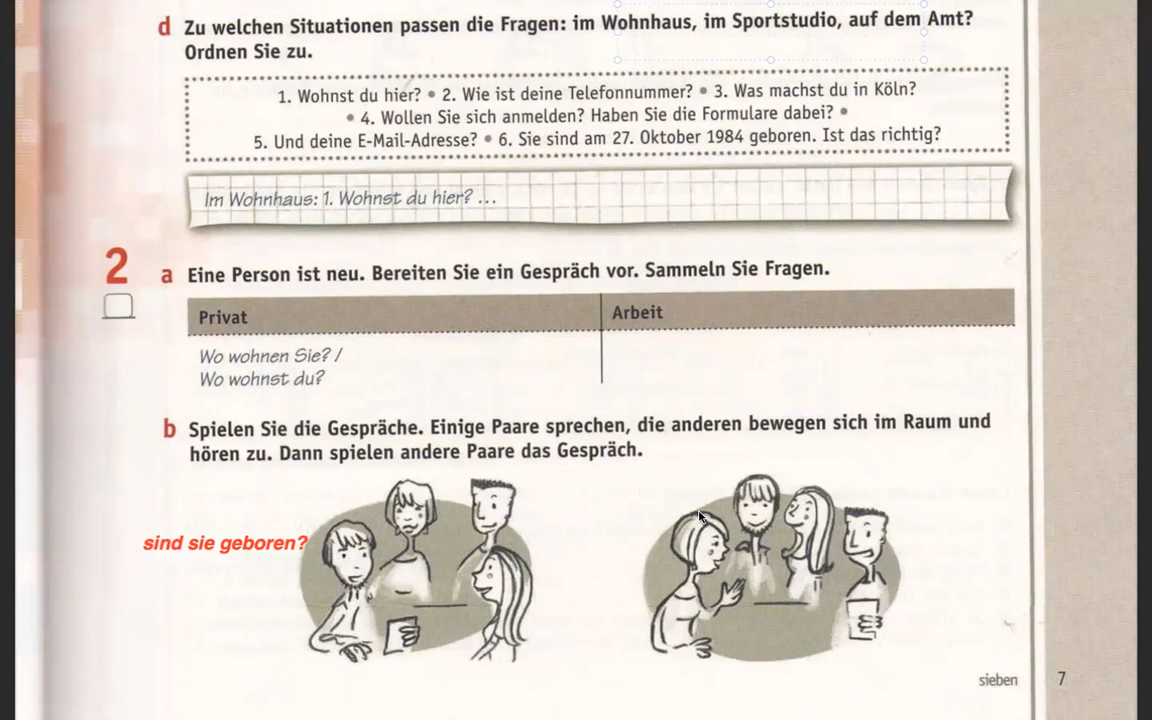 d Zu welchen Situationen passen die Fragen: im Wohnhaus, im Sportstudio, auf dem Amt?
Ordnen Sie zu.
1. Wohnst du hier? • 2. Wie ist deine Telefonnummer? • 3. Was machst du in Köln?
• 4. Wollen Sie sich anmelden? Haben Sie die Formulare dabei? •
5. Und deine E-Mail-Adresse? • 6. Sie sind am 27. Oktober 1984 geboren. Ist das richtig?
Im Wohnhaus: 1. Wohnst du hier? ...
2 a Eine Person ist neu. Bereiten Sie ein Gespräch vor. Sammeln Sie Fragen.
Privat Arbeit
Wo wohnen Sie? /
Wo wohnst du?
b Spielen Sie die Gespräche. Einige Paare sprechen, die anderen bewegen sich im Raum und
hören zu. Dann spielen andere Paare das Gespräch.
sind sie geboren?
sieben 7